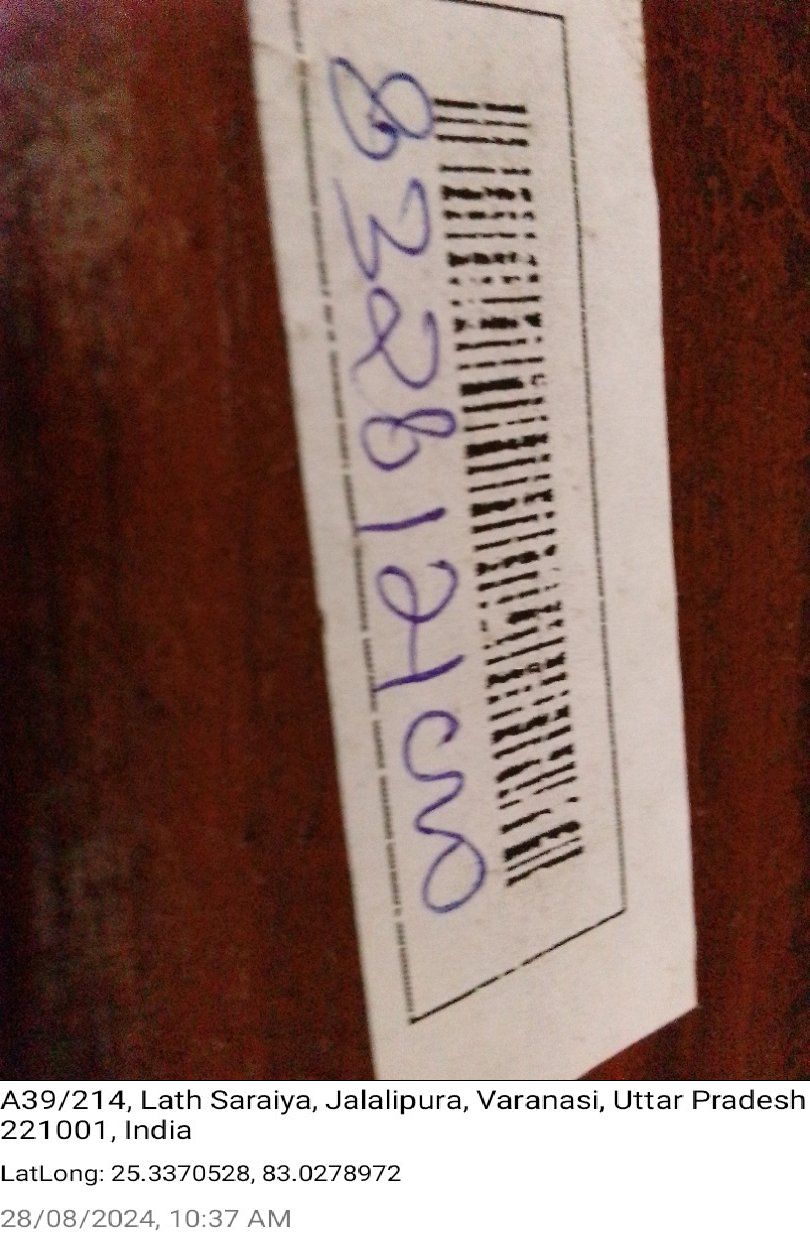 A39/214, Lath Saraiya, Jalalipura, Varanasi, Uttar Pradesh
221001, India
LatLong: 25.3370528, 83.0278972
28/08/2024, 10:37 AM